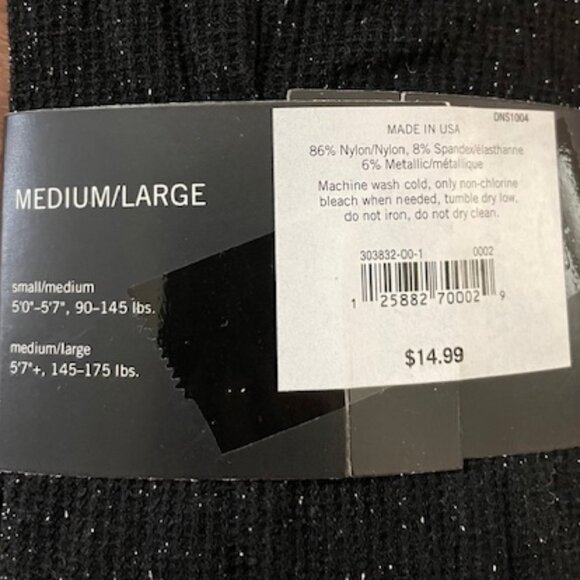 MEDIUM/LARGE
small/medium
5'0"–5'7", 90–145 lbs.
medium/large
5'7"+, 145–175 lbs.
DNS1004
MADE IN USA
86% Nylon/Nylon, 8% Spandex/élasthanne
6% Metallic/métallique
Machine wash cold, only non-chlorine
bleach when needed, tumble dry low,
do not iron, do not dry clean.
303832-00-1 0002
1 25882 70002 9
$14.99